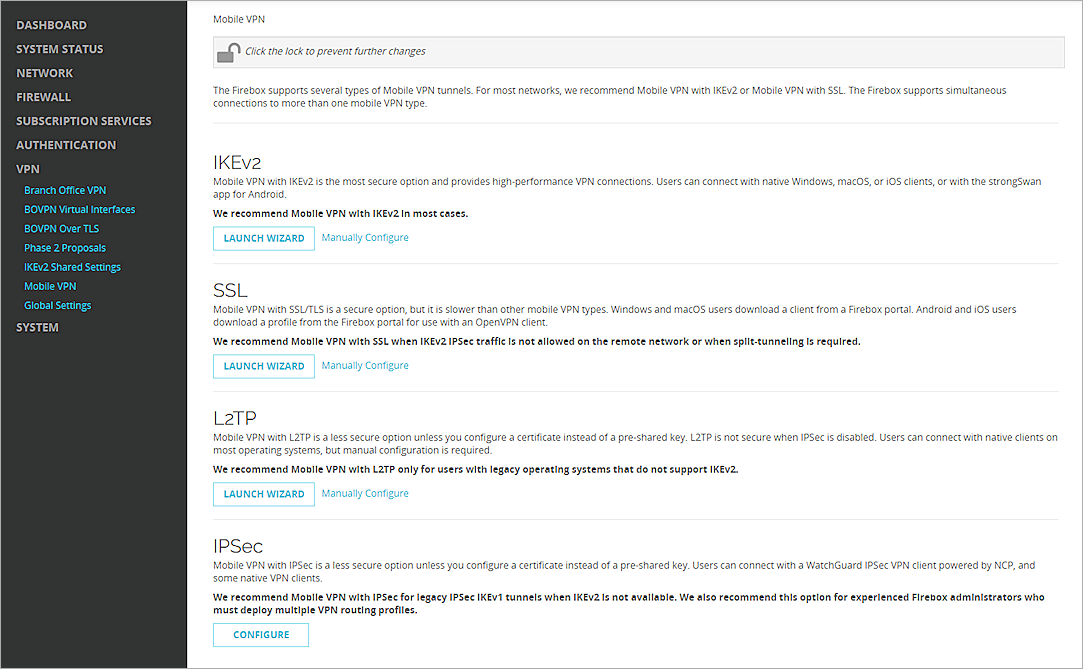 DASHBOARD
SYSTEM STATUS
NETWORK
FIREWALL
SUBSCRIPTION SERVICES
AUTHENTICATION
VPN
Branch Office VPN
BOVPN Virtual Interfaces
BOVPN Over TLS
Phase 2 Proposals
IKEv2 Shared Settings
Mobile VPN
Global Settings
SYSTEM
Mobile VPN
Click the lock to prevent further changes
The Firebox supports several types of Mobile VPN tunnels. For most networks, we recommend Mobile VPN with IKEv2 or Mobile VPN with SSL. The Firebox supports simultaneous
connections to more than one mobile VPN type.
IKEv2
Mobile VPN with IKEv2 is the most secure option and provides high-performance VPN connections. Users can connect with native Windows, macOS, or iOS clients, or with the strongSwan
app for Android.
We recommend Mobile VPN with IKEv2 in most cases.
LAUNCH WIZARD Manually Configure
SSL
Mobile VPN with SSL/TLS is a secure option, but it is slower than other mobile VPN types. Windows and macOS users download a client from a Firebox portal. Android and iOS users
download a profile from the Firebox portal for use with an OpenVPN client.
We recommend Mobile VPN with SSL when IKEv2 IPSec traffic is not allowed on the remote network or when split-tunneling is required.
LAUNCH WIZARD Manually Configure
L2TP
Mobile VPN with L2TP is a less secure option unless you configure a certificate instead of a pre-shared key. L2TP is not secure when IPSec is disabled. Users can connect with native clients on
most operating systems, but manual configuration is required.
We recommend Mobile VPN with L2TP only for users with legacy operating systems that do not support IKEv2.
LAUNCH WIZARD Manually Configure
IPSec
Mobile VPN with IPSec is a less secure option unless you configure a certificate instead of a pre-shared key. Users can connect with a WatchGuard IPSec VPN client powered by NCP, and
some native VPN clients.
We recommend Mobile VPN with IPSec for legacy IPSec IKEv1 tunnels when IKEv2 is not available. We also recommend this option for experienced Firebox administrators who
must deploy multiple VPN routing profiles.
CONFIGURE